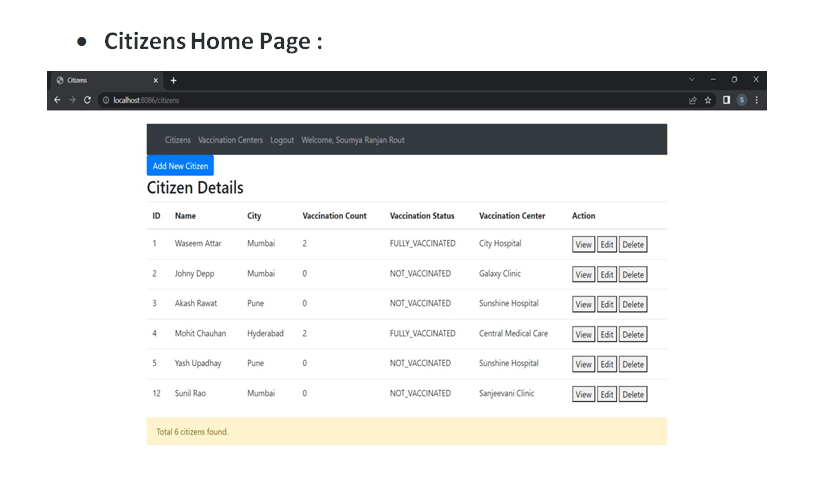 • Citizens Home Page :
Citizens
localhost:8086/citizens
S
Citizens Vaccination Centers Logout Welcome, Soumya Ranjan Rout
Add New Citizen
Citizen Details
ID Name City Vaccination Count Vaccination Status Vaccination Center Action
1 Waseem Attar Mumbai 2 FULLY_VACCINATED City Hospital View Edit Delete
2 Johny Depp Mumbai 0 NOT_VACCINATED Galaxy Clinic View Edit Delete
3 Akash Rawat Pune 0 NOT_VACCINATED Sunshine Hospital View Edit Delete
4 Mohit Chauhan Hyderabad 2 FULLY_VACCINATED Central Medical Care View Edit Delete
5 Yash Upadhay Pune 0 NOT_VACCINATED Sunshine Hospital View Edit Delete
12 Sunil Rao Mumbai 0 NOT_VACCINATED Sanjeevani Clinic View Edit Delete
Total 6 citizens found.